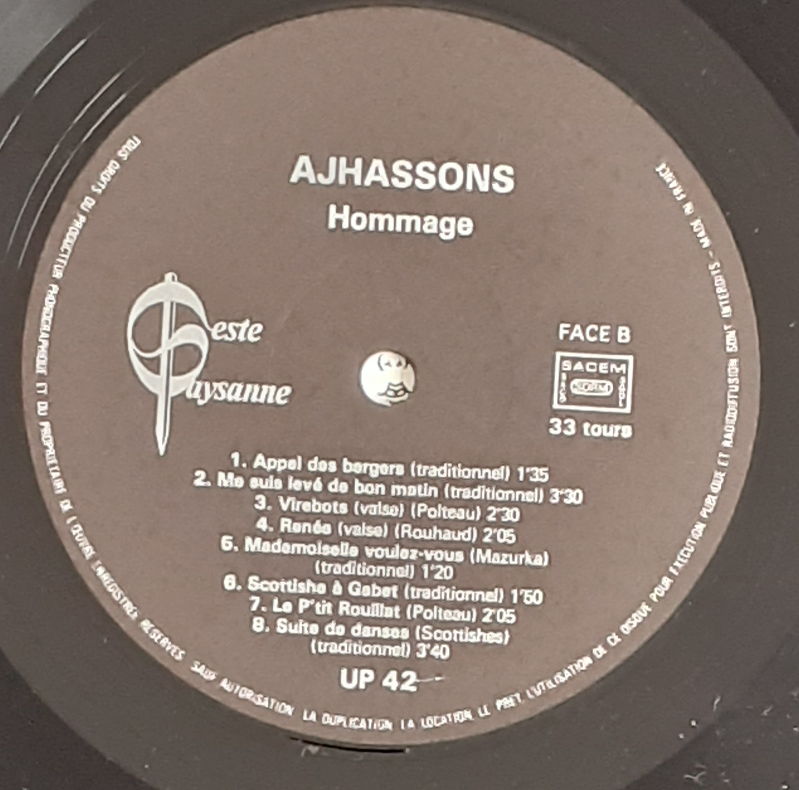 AJHASSONS
Hommage
Geste
Paysanne
FACE B
SACEM
33 tours
1. Appel des bergers (traditionnel) 1'35
2. Me suis levé de bon matin (traditionnel) 3'30
3. Virebots (valse) (Polteau) 2'30
4. Renée (valse) (Rouhaud) 2'05
5. Mademoiselle voulez-vous (Mazurka)
(traditionnel) 1'20
6. Scottishe à Gabet (traditionnel) 1'50
7. Le P'tit Rouillat (Polteau) 2'05
8. Suite de danses (Scottishes)
(traditionnel) 3'40
UP 42
TOUS DROITS DU PRODUCTEUR PHONOGRAPHIQUE ET DU PROPRIETAIRE DE L'ŒUVRE ENREGISTREE RESERVES. SAUF AUTORISATION LA DUPLICATION LA LOCATION LE PRET L'UTILISATION DE CE DISQUE POUR EXECUTION PUBLIQUE ET RADIODIFFUSION SONT INTERDITS - MADE IN FRANCE